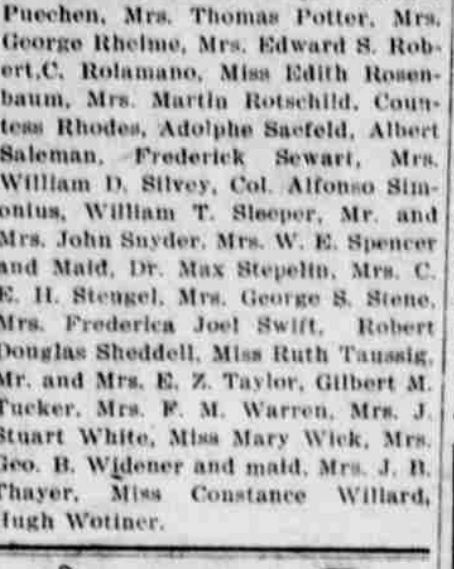 Puechen, Mrs. Thomas Potter, Mrs.
George Rhelme, Mrs. Edward S. Rob-
ert,C. Rolamano, Miss Edith Rosen-
baum, Mrs. Martin Rotschild, Coun-
tess Rhodes, Adolphe Saefeld, Albert
Saleman, Frederick Sewart, Mrs.
William D. Silvey, Col. Alfonso Sim-
onius, William T. Sleeper, Mr. and
Mrs. John Snyder, Mrs. W. E. Spencer
and Maid, Dr. Max Stepelin, Mrs. C.
E. H. Stengel, Mrs. George S. Stene,
Mrs. Frederica Joel Swift, Robert
Douglas Sheddell, Miss Ruth Taussig,
Mr. and Mrs. E. Z. Taylor, Gilbert M.
Tucker, Mrs. F. M. Warren, Mrs. J.
Stuart White, Miss Mary Wick, Mrs.
Geo. B. Widener and maid, Mrs. J. B.
Thayer, Miss Constance Willard,
Hugh Wotiner.